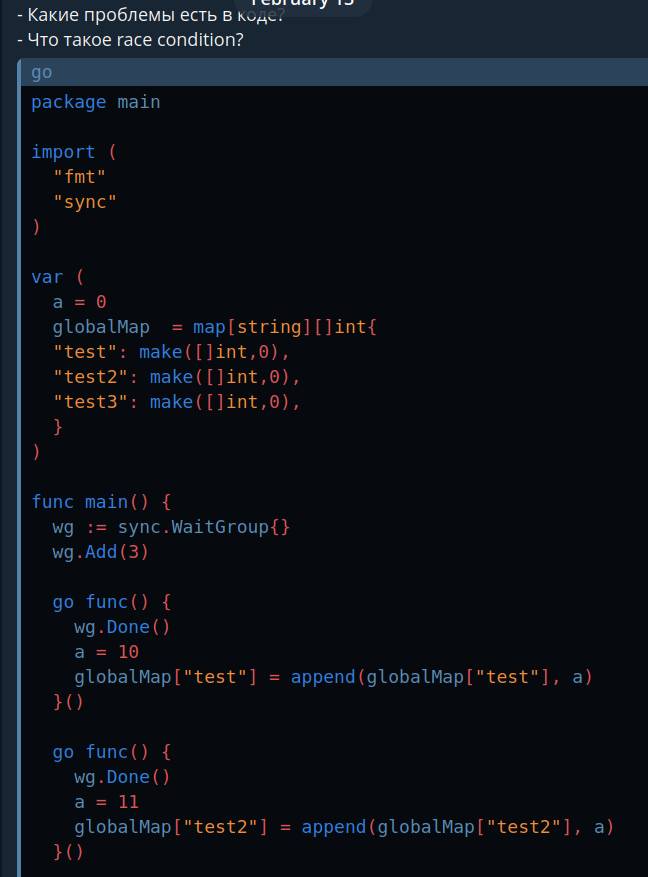 February 15
- Какие проблемы есть в коде?
- Что такое race condition?
go
package main

import (
  "fmt"
  "sync"
)

var (
  a = 0
  globalMap  = map[string][]int{
  "test": make([]int,0),
  "test2": make([]int,0),
  "test3": make([]int,0),
  }
)

func main() {
  wg := sync.WaitGroup{}
  wg.Add(3)

  go func() {
    wg.Done()
    a = 10
    globalMap["test"] = append(globalMap["test"], a)
  }()

  go func() {
    wg.Done()
    a = 11
    globalMap["test2"] = append(globalMap["test2"], a)
  }()